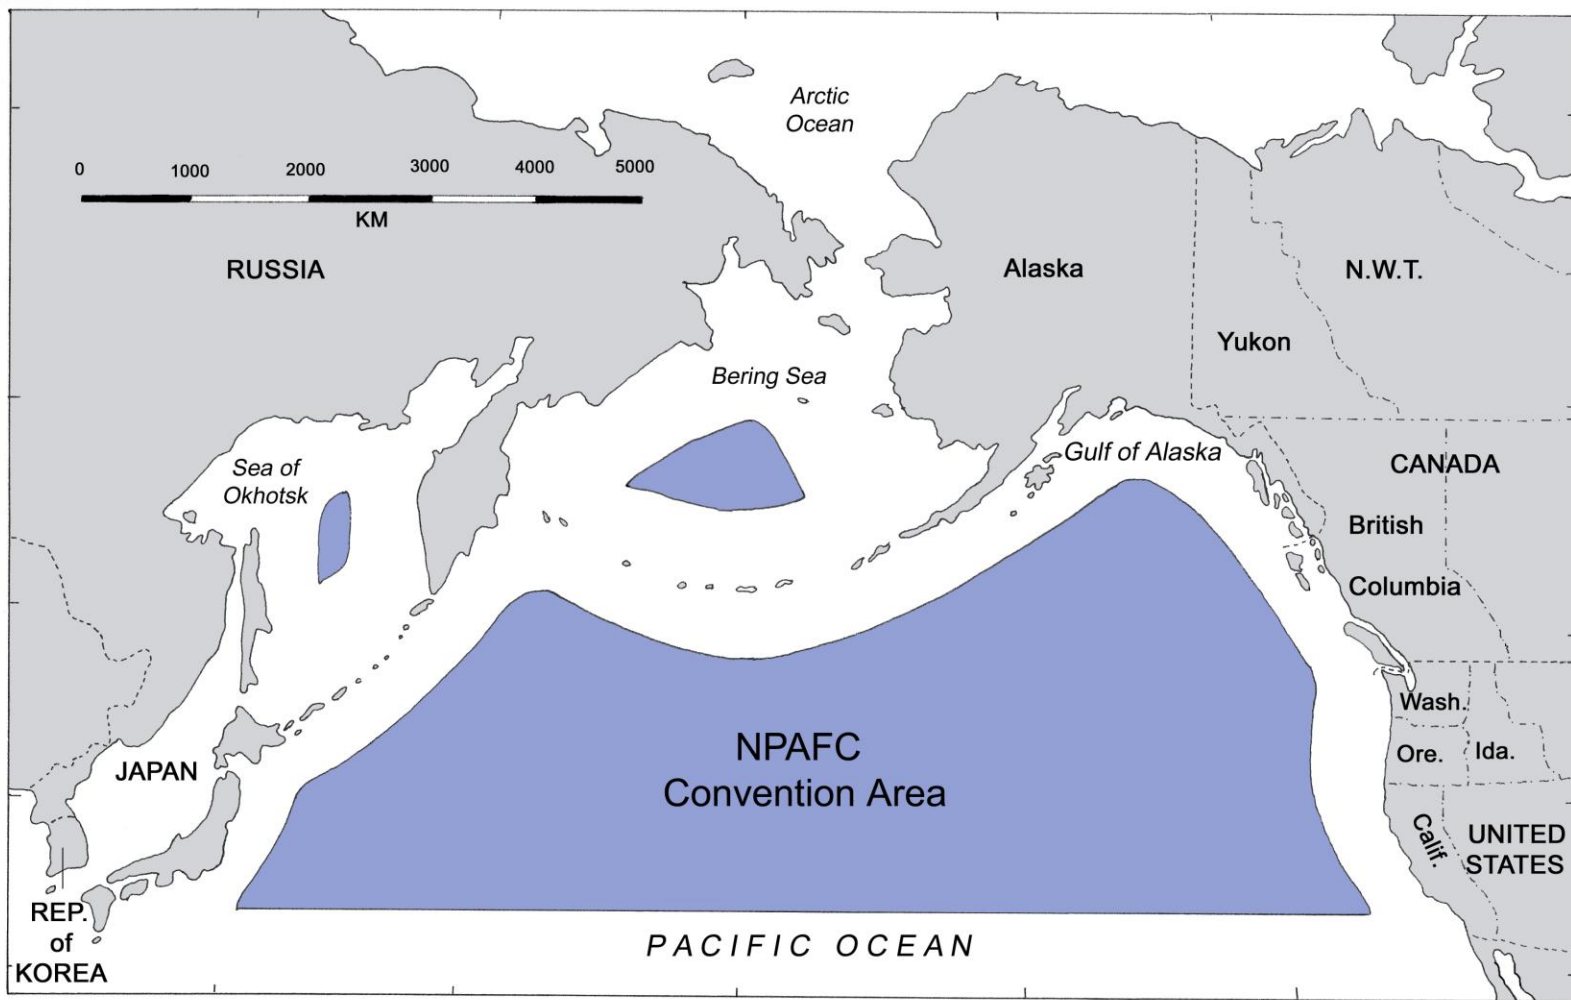 Arctic
Ocean
0 1000 2000 3000 4000 5000
KM
RUSSIA
Alaska
N.W.T.
Yukon
Bering Sea
Sea of
Okhotsk
Gulf of Alaska
CANADA
British
Columbia
Wash.
Ore.
Ida.
JAPAN
NPAFC
Convention Area
Calif.
UNITED
STATES
REP.
of
KOREA
PACIFIC OCEAN